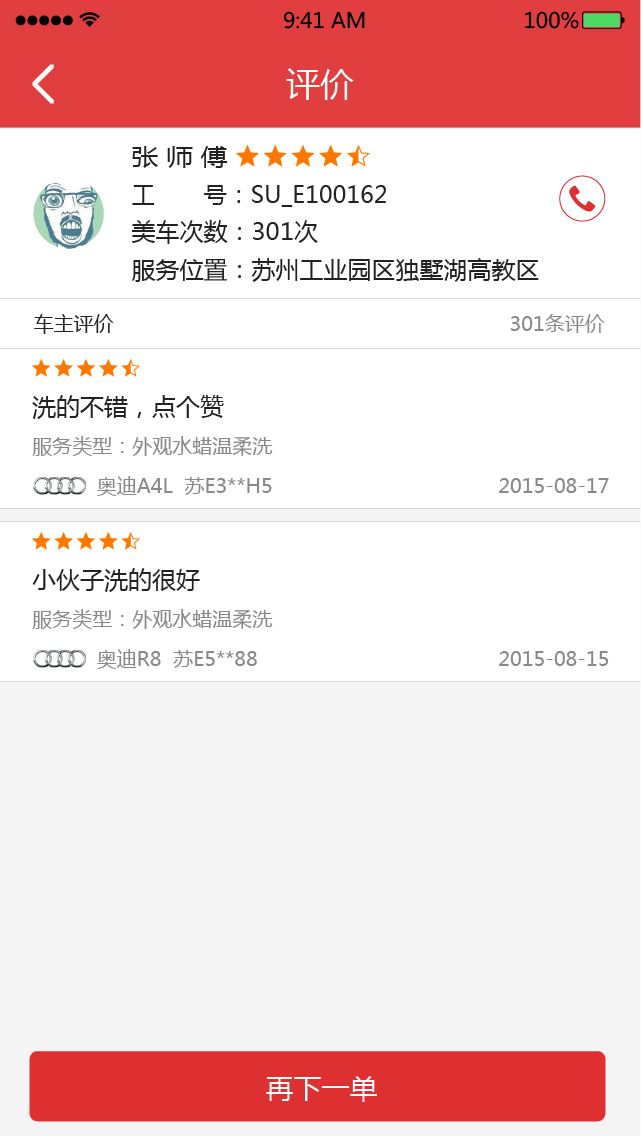 9:41 AM 100%
评价
张 师 傅
工 号：SU_E100162
美车次数：301次
服务位置：苏州工业园区独墅湖高教区
车主评价 301条评价
洗的不错，点个赞
服务类型：外观水蜡温柔洗
奥迪A4L 苏E3**H5 2015-08-17
小伙子洗的很好
服务类型：外观水蜡温柔洗
奥迪R8 苏E5**88 2015-08-15
再下一单